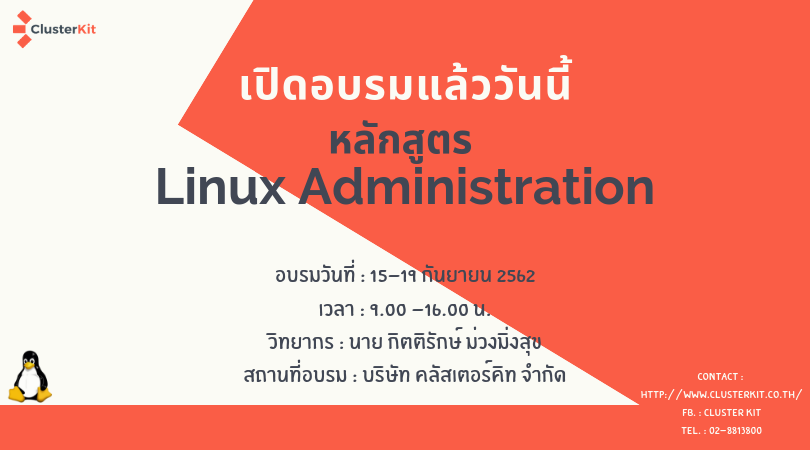 ClusterKit
เปิดอบรมแล้ววันนี้
หลักสูตร
Linux Administration
อบรมวันที่ : 15-19 กันยายน 2562
เวลา : 9.00 -16.00 น.
วิทยากร : นาย กิตติรักษ์ ม่วงมิ่งสุข
สถานที่อบรม : บริษัท คลัสเตอร์คิท จำกัด
CONTACT :
HTTP://WWW.CLUSTERKIT.CO.TH/
FB. : CLUSTER KIT
TEL. : 02-8813800